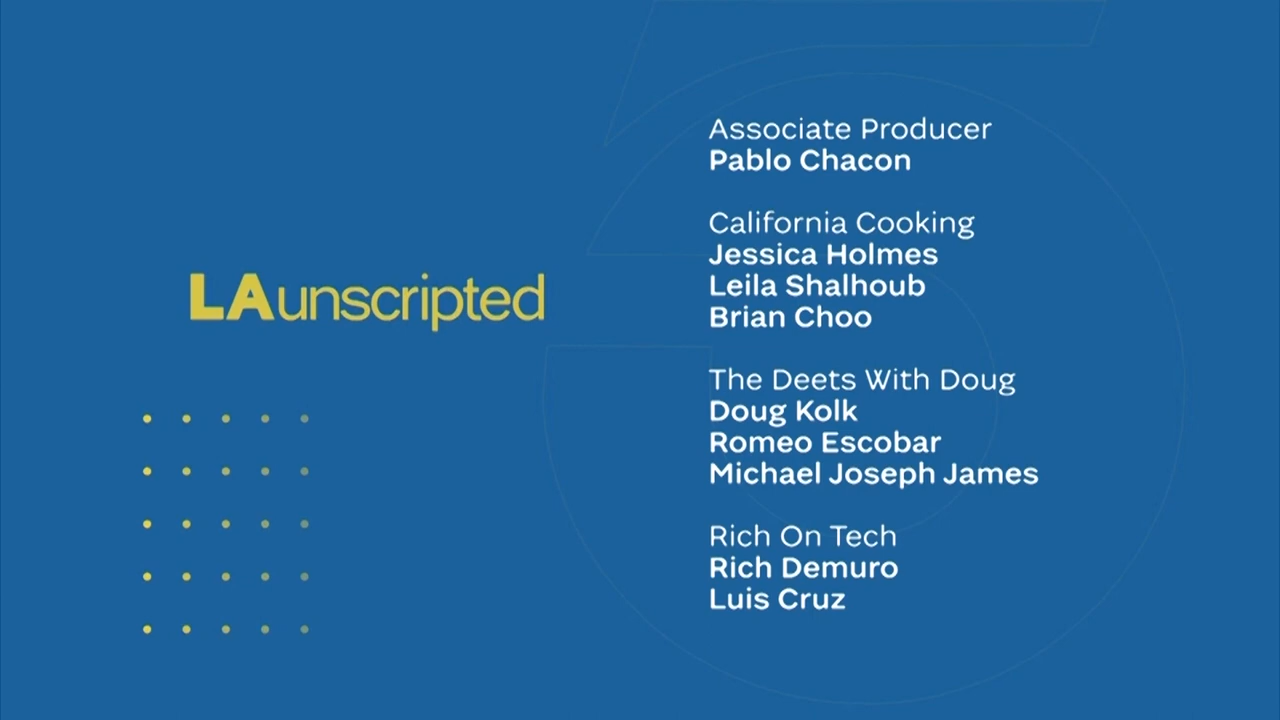 LAunscripted
Associate Producer
Pablo Chacon
California Cooking
Jessica Holmes
Leila Shalhoub
Brian Choo
The Deets With Doug
Doug Kolk
Romeo Escobar
Michael Joseph James
Rich On Tech
Rich Demuro
Luis Cruz